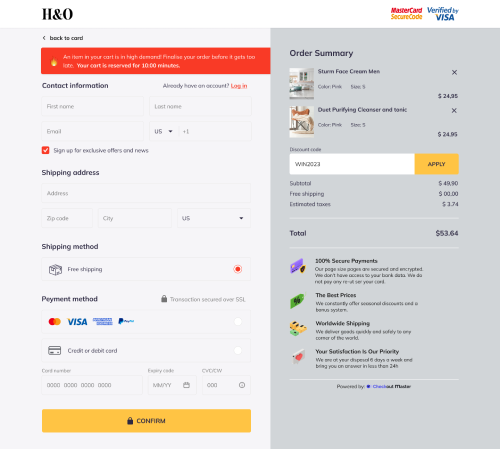 H&O
MasterCard
SecureCode
Verified by
VISA
back to card
An item in your cart is in high demand! Finalise your order before it gets too
late. Your cart is reserved for 10:00 minutes.
Contact information
Already have an account? Log in
First name
Last name
Email
US
+1
Sign up for exclusive offers and news
Shipping address
Address
Zip code
City
US
Shipping method
Free shipping
Payment method
Transaction secured over SSL
VISA
PayPal
Credit or debit card
Card number
Expiry code
CVC/CW
0000 0000 0000 0000
MM/YY
000
CONFIRM
Order Summary
Sturm Face Cream Men
Color: Pink
Size: S
$ 24,95
Duet Purifying Cleanser and tonic
Color: Pink
Size: S
$ 24,95
Discount code
WIN2023
APPLY
Subtotal
$ 49,90
Free shipping
$ 00,00
Estimated taxes
$ 3.74
Total
$53.64
100% Secure Payments
Our page size pages are secured and encrypted.
We don't have access to your bank data. We do
not pay any
your card.
The Best Prices
We constantly offer seasonal discounts and a
bonus system.
Worldwide Shipping
We deliver goods quickly and safely to any
corner of the world.
Your Satisfaction Is Our Priority
We are at your disposal 6 days a week and
bring you an answer in less than 24h
Powered by:
Checkout Master